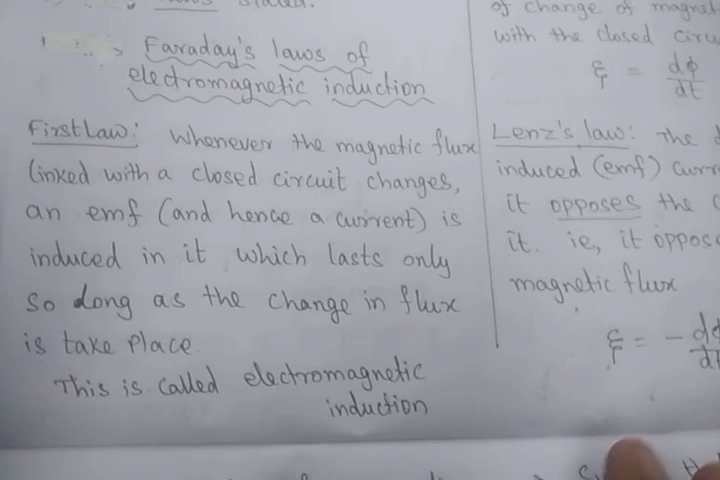 Faraday's laws of
electromagnetic induction
First Law: Whenever the magnetic flux
linked with a closed circuit changes,
an emf (and hence a current) is
induced in it which lasts only
so long as the change in flux
is take place.
This is called electromagnetic
induction
of change of
with the closed
ξ = dφ/dt
Lenz's law: The
induced (emf)
it opposes the
it. ie, it
magnetic flux
ξ = -